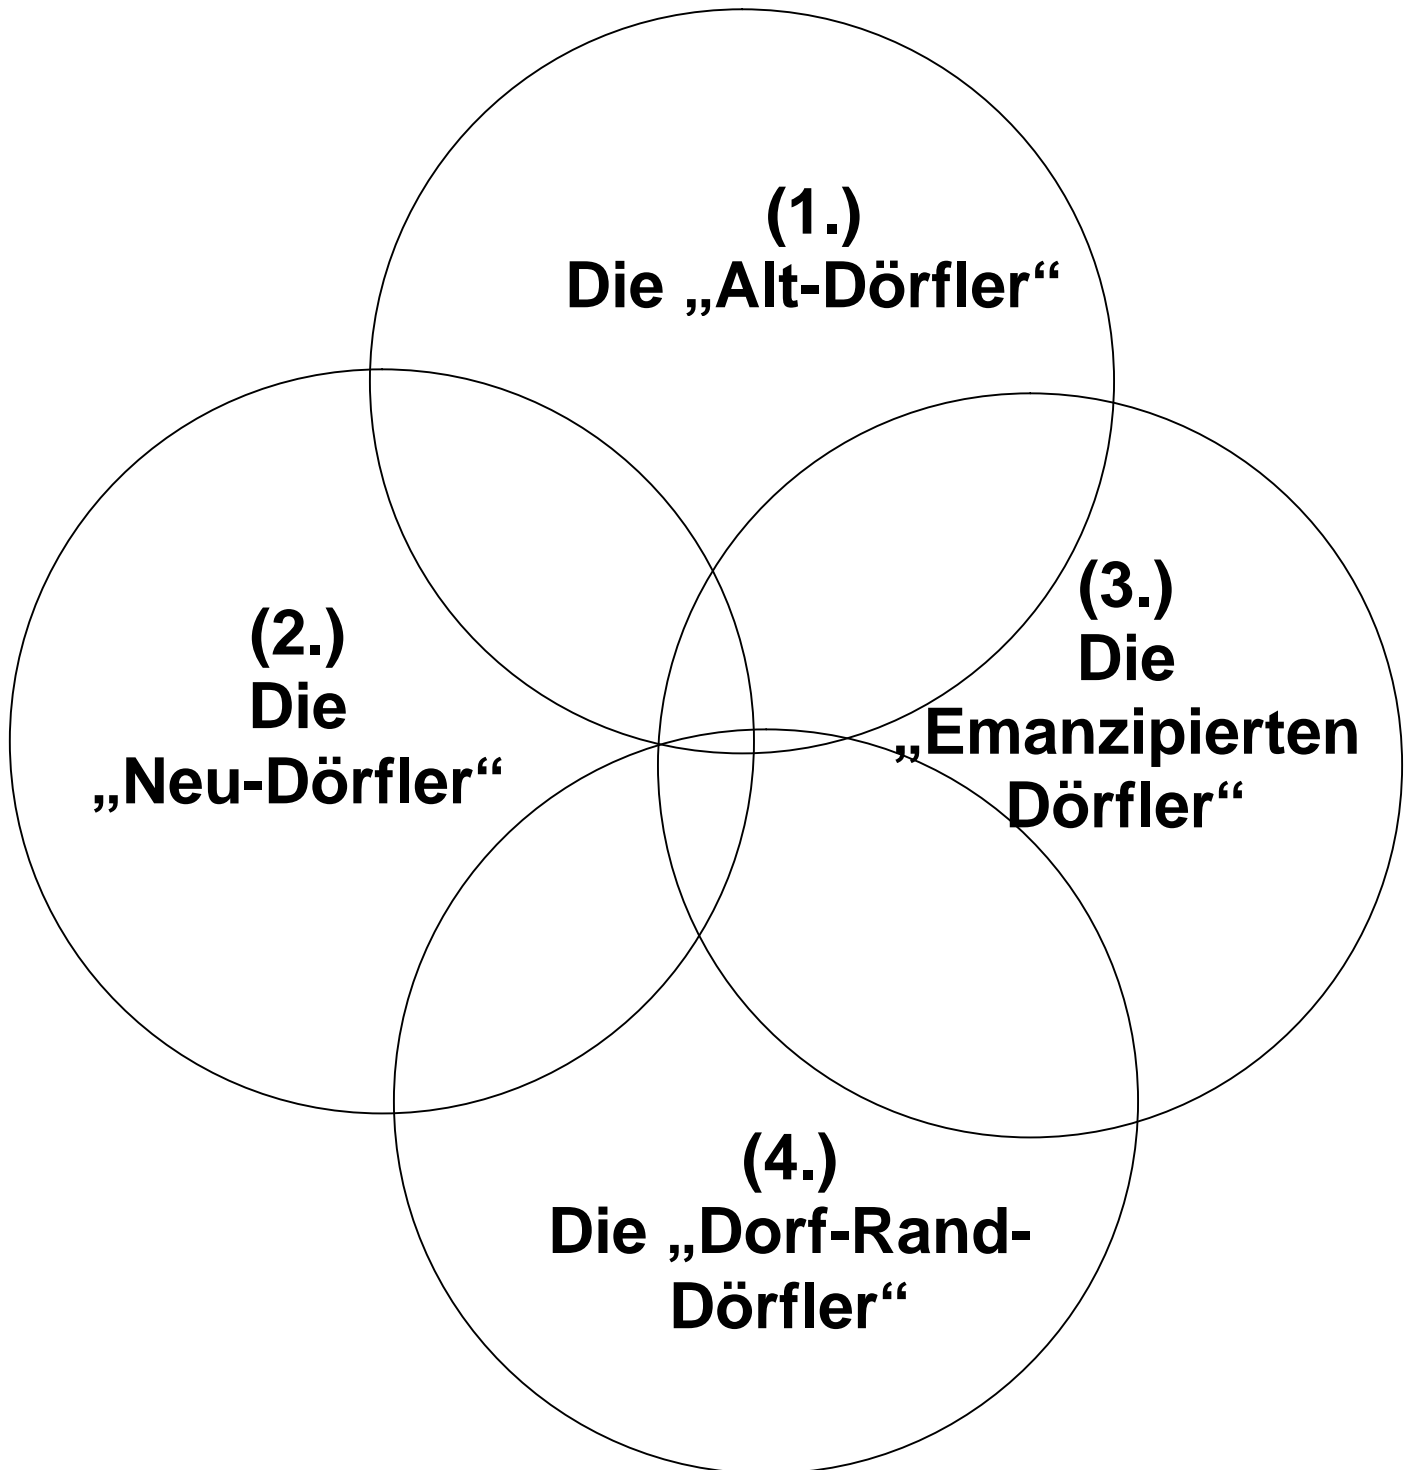 (1.)
Die „Alt-Dörfler“
(2.)
Die
„Neu-Dörfler“
(3.)
Die
„Emanzipierten
Dörfler“
(4.)
Die „Dorf-Rand-
Dörfler“